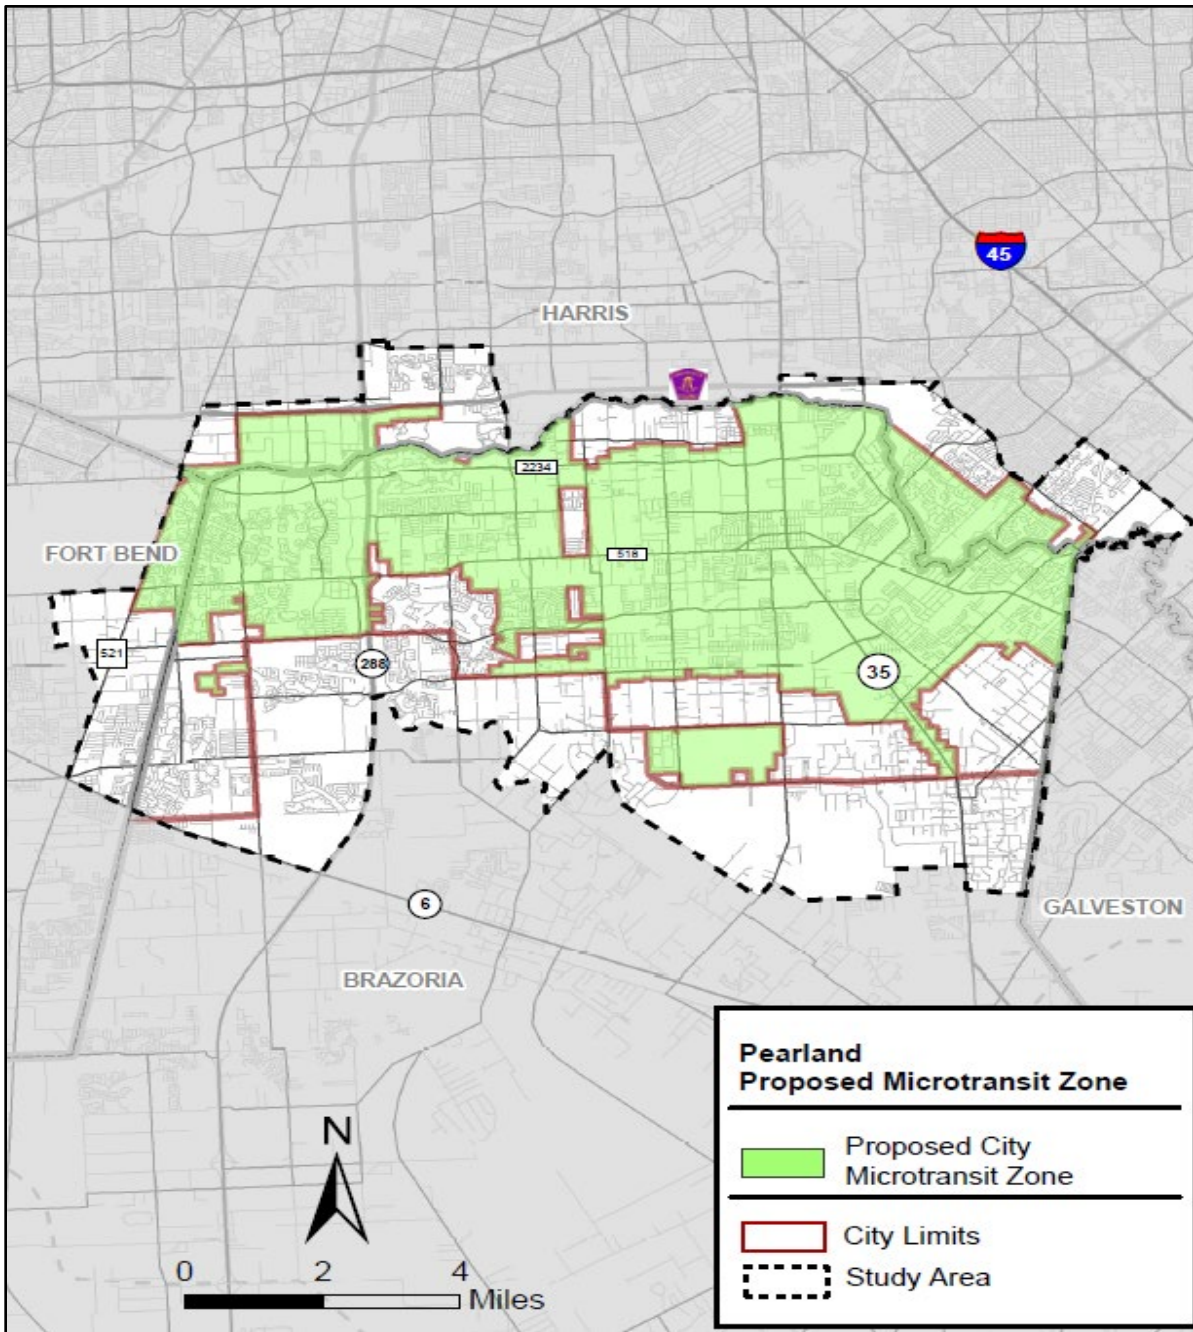 45
HARRIS
2234
518
FORT BEND
521
288
35
6
GALVESTON
BRAZORIA
Pearland
Proposed Microtransit Zone
Proposed City
Microtransit Zone
City Limits
Study Area
N
0 2 4
Miles